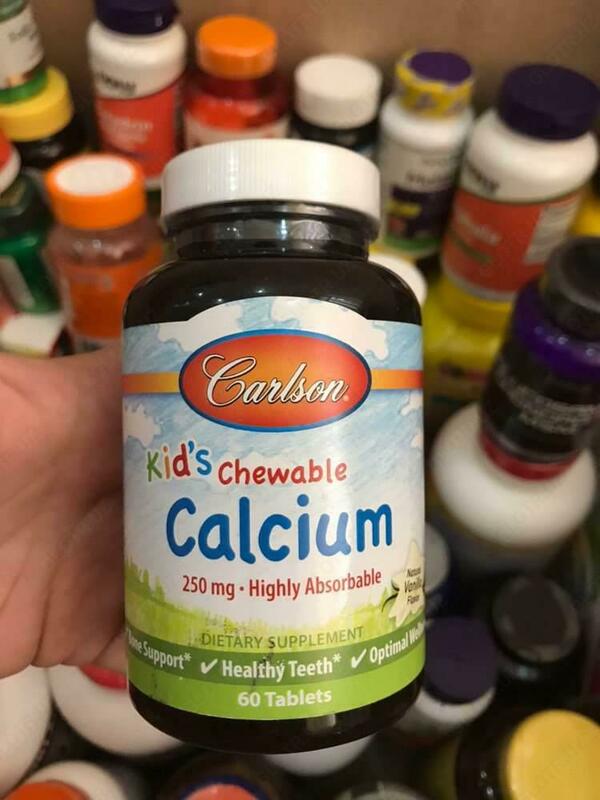 Carlson
Kid's Chewable
Calcium
250 mg • Highly Absorbable
Natural
Vanilla
Flavor
DIETARY SUPPLEMENT
Bone Support* ✔ Healthy Teeth* ✔ Optimal
60 Tablets
NOW